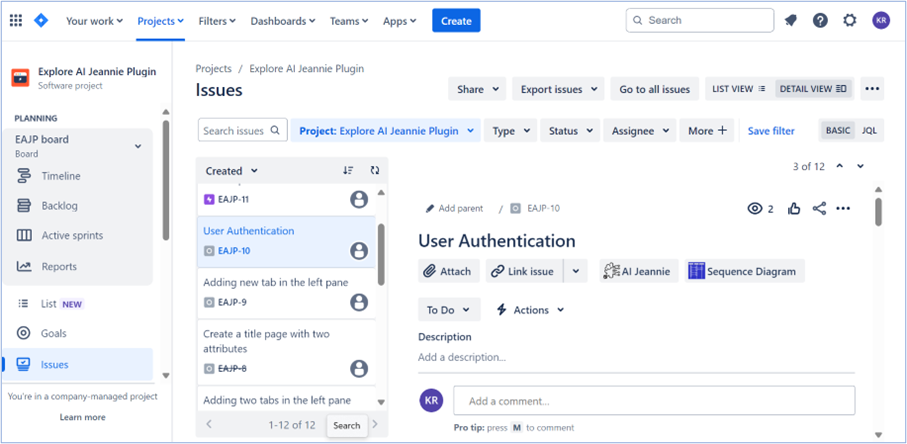 Your work Projects Filters Dashboards Teams Apps Create Search ? KR
Explore AI Jeannie Plugin
Software project
PLANNING
EAJP board
Board
Timeline
Backlog
Active sprints
Reports
List NEW
Goals
Issues
You're in a company-managed project
Learn more
Projects / Explore AI Jeannie Plugin
Issues
Share Export issues Go to all issues LIST VIEW DETAIL VIEW
Search issues Project: Explore AI Jeannie Plugin Type Status Assignee More + Save filter BASIC JQL
Created
EAJP-11
User Authentication
EAJP-10
Adding new tab in the left pane
EAJP-9
Create a title page with two
attributes
EAJP-8
Adding two tabs in the left pane
1-12 of 12
Search
3 of 12
Add parent / EAJP-10
2
User Authentication
Attach Link issue AI Jeannie Sequence Diagram
To Do Actions
Description
Add a description...
KR Add a comment...
Pro tip: press M to comment